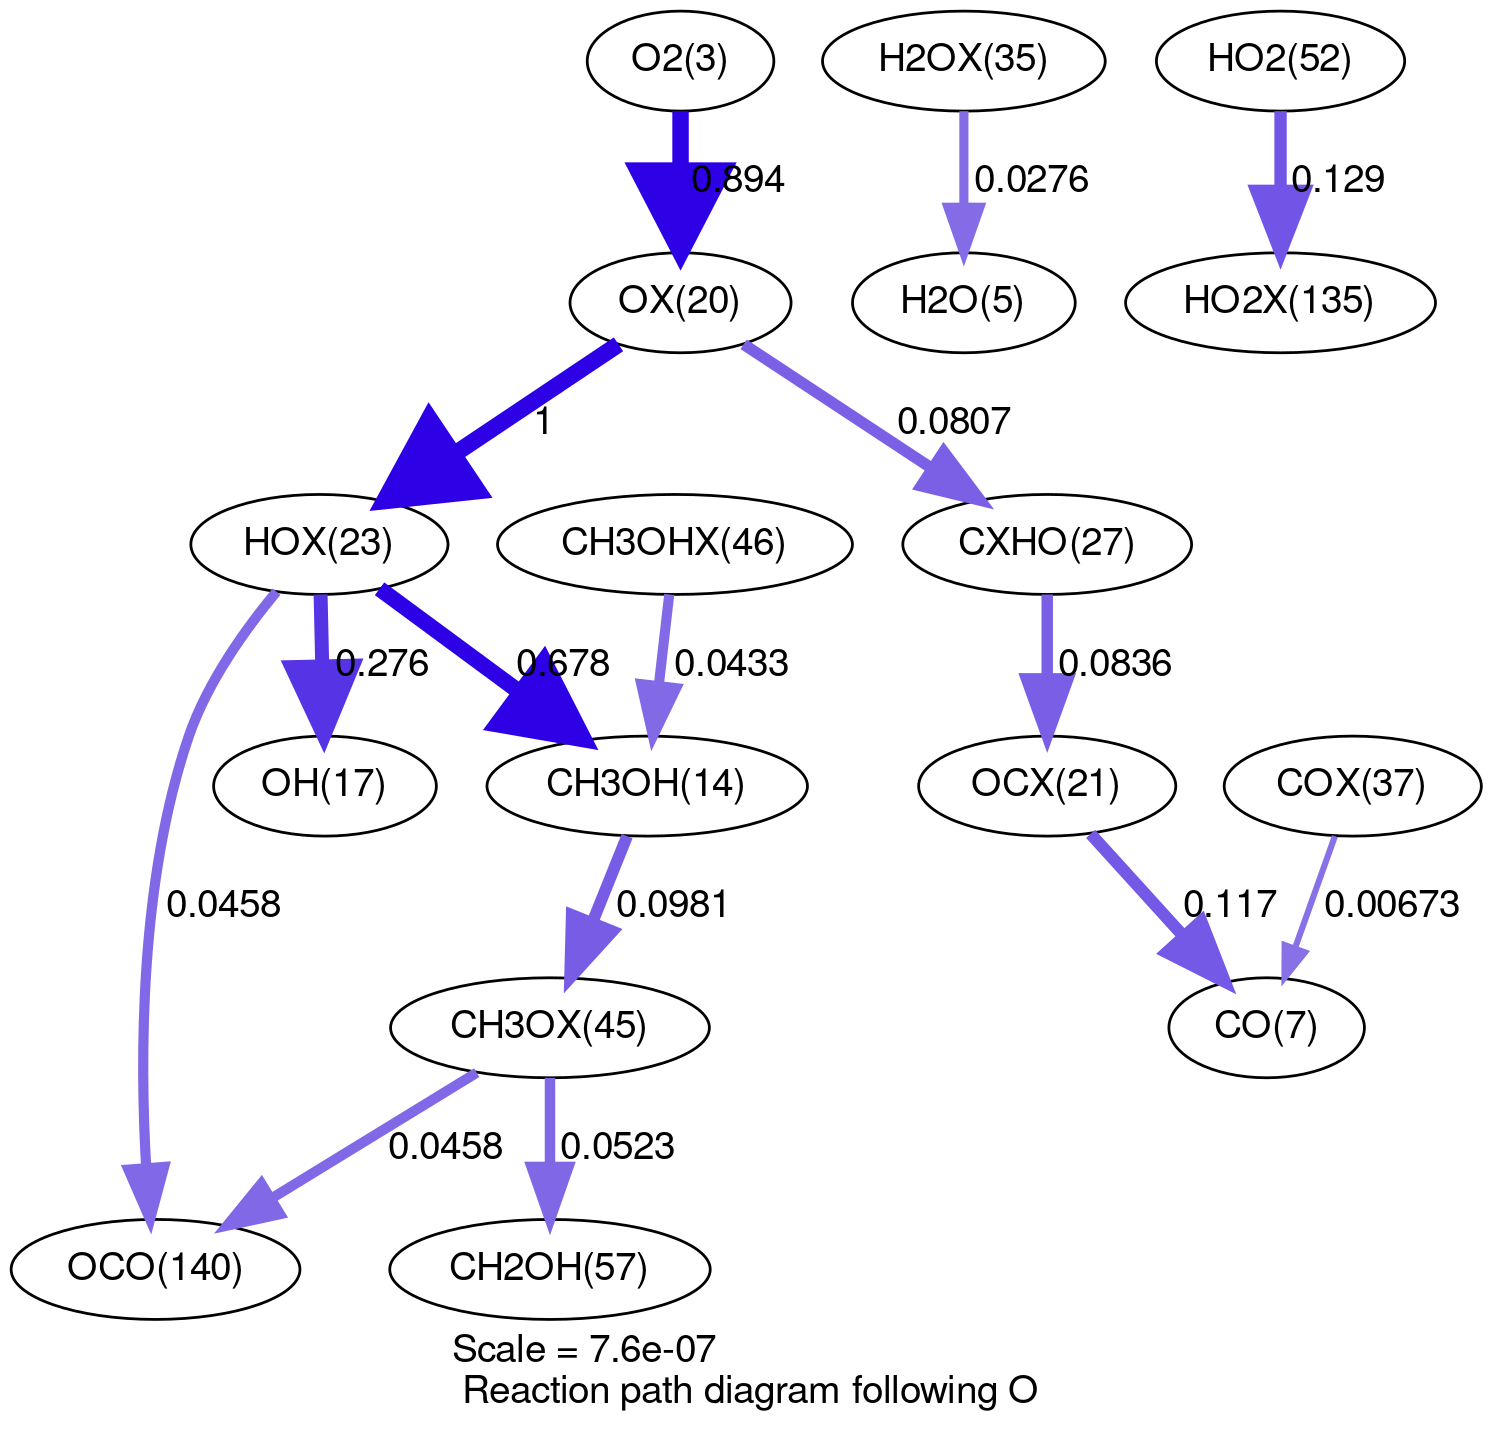 O2(3)
H2OX(35)
HO2(52)
0.894
0.0276
0.129
OX(20)
H2O(5)
HO2X(135)
1
0.0807
HOX(23)
CH3OHX(46)
CXHO(27)
0.276
0.678
0.0433
0.0836
OH(17)
CH3OH(14)
OCX(21)
COX(37)
0.0458
0.0981
0.117
0.00673
CH3OX(45)
CO(7)
0.0458
0.0523
OCO(140)
CH2OH(57)
Scale = 7.6e-07
Reaction path diagram following O